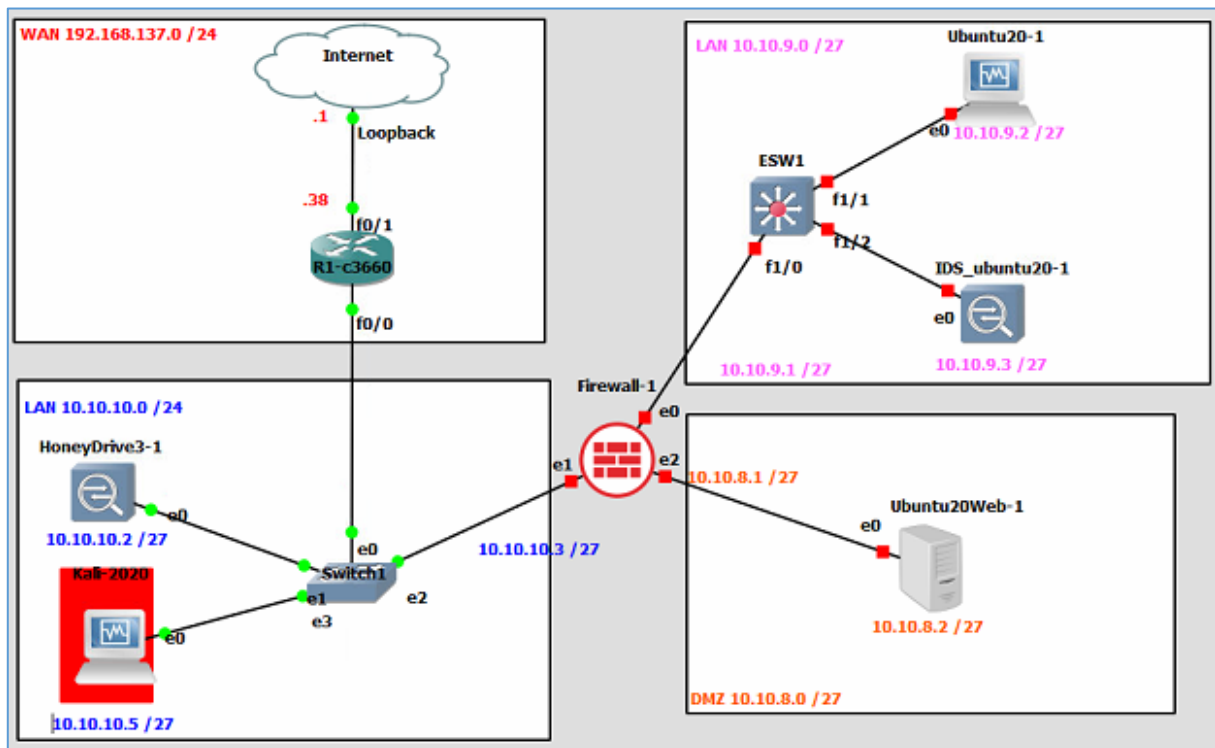 WAN 192.168.137.0 /24
Internet
.1
Loopback
.38
f0/1
R1-c3660
f0/0
LAN 10.10.9.0 /27
Ubuntu20-1
e0
10.10.9.2 /27
ESW1
f1/1
f1/2
f1/0
IDS_ubuntu20-1
e0
10.10.9.1 /27
10.10.9.3 /27
LAN 10.10.10.0 /24
HoneyDrive3-1
e0
10.10.10.2 /27
Kali-2020
e0
10.10.10.5 /27
e0
Switch1
e1
e3
e2
10.10.10.3 /27
Firewall-1
e0
e1
e2
10.10.8.1 /27
Ubuntu20Web-1
e0
10.10.8.2 /27
DMZ 10.10.8.0 /27